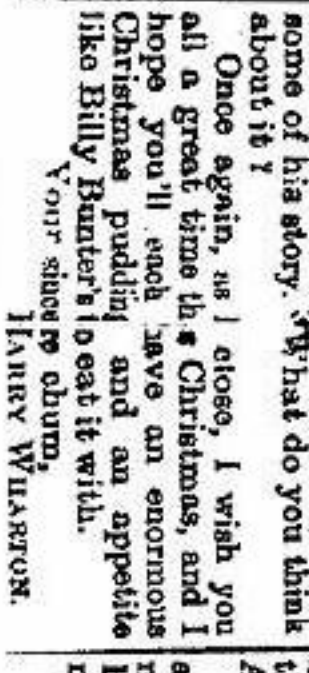 some of his story. What do you think
about it?
Once again, as I close, I wish you
all a great time this Christmas, and I
hope you'll each have an enormous
Christmas pudding and an appetite
like Billy Bunter's to eat it with.
Your sincere chum,
HARRY WHARTON.